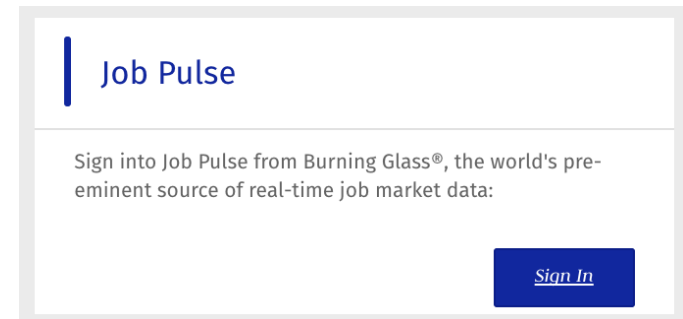 Job Pulse
Sign into Job Pulse from Burning Glass®, the world's pre-
eminent source of real-time job market data:
Sign In